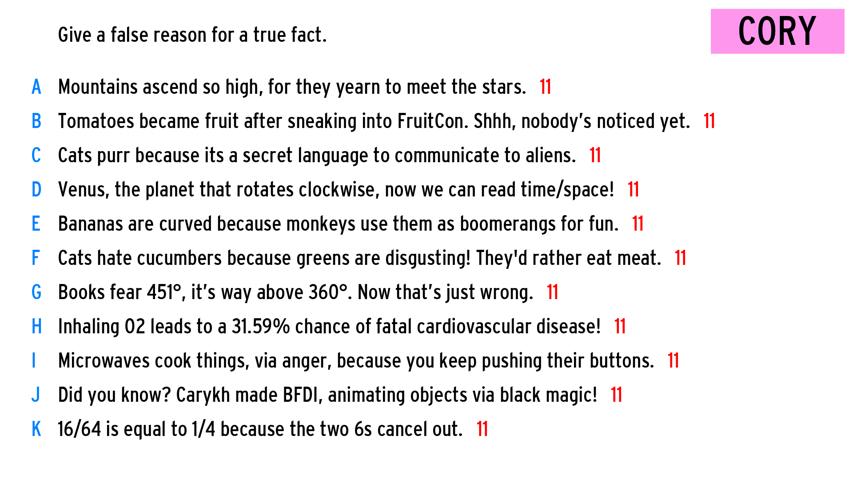 Give a false reason for a true fact.
CORY
A Mountains ascend so high, for they yearn to meet the stars. 11
B Tomatoes became fruit after sneaking into FruitCon. Shhh, nobody's noticed yet. 11
C Cats purr because its a secret language to communicate to aliens. 11
D Venus, the planet that rotates clockwise, now we can read time/space! 11
E Bananas are curved because monkeys use them as boomerangs for fun. 11
F Cats hate cucumbers because greens are disgusting! They'd rather eat meat. 11
G Books fear 451°, it's way above 360°. Now that's just wrong. 11
H Inhaling O2 leads to a 31.59% chance of fatal cardiovascular disease! 11
I Microwaves cook things, via anger, because you keep pushing their buttons. 11
J Did you know? Carykh made BFDI, animating objects via black magic! 11
K 16/64 is equal to 1/4 because the two 6s cancel out. 11